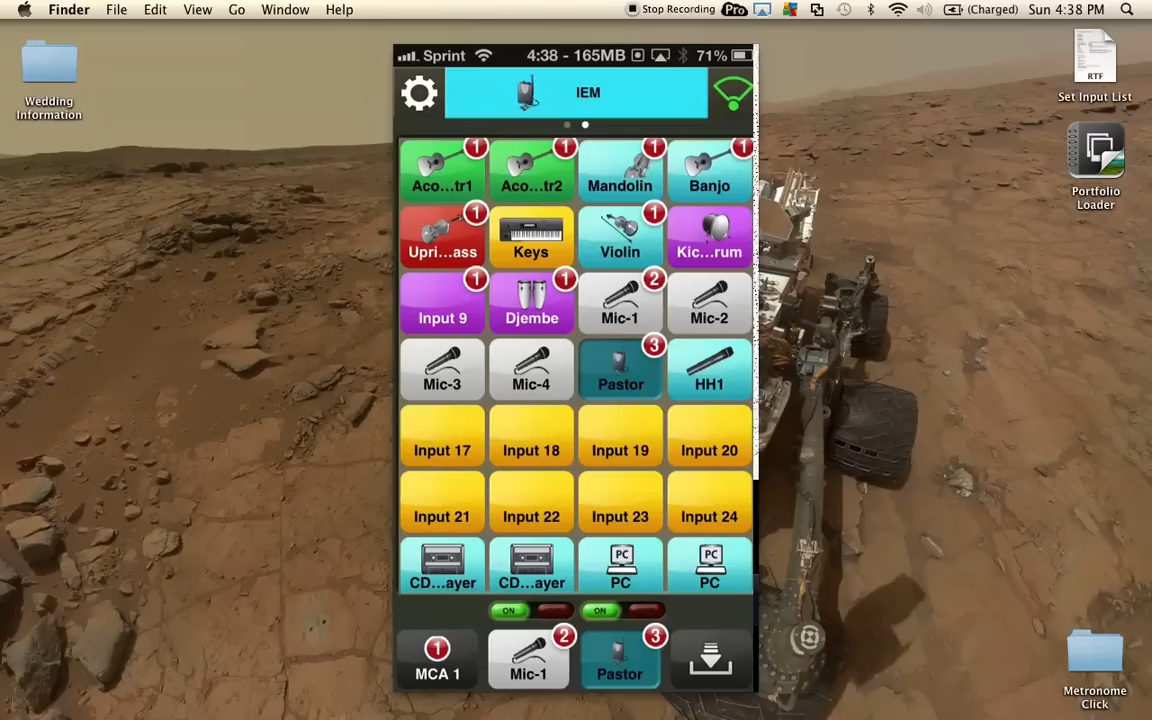 Finder File Edit View Go Window Help
Stop Recording Pro (Charged) Sun 4:38 PM
Wedding
Information
RTF
Set Input List
Portfolio
Loader
Metronome
Click
Sprint 4:38 - 165MB 71%
IEM
1 1 1 1
Aco...tr1 Aco...tr2 Mandolin Banjo
1 1
Upri...ass Keys Violin Kic...rum
1 1 2
Input 9 Djembe Mic-1 Mic-2
3
Mic-3 Mic-4 Pastor HH1
Input 17 Input 18 Input 19 Input 20
Input 21 Input 22 Input 23 Input 24
PC PC
CD...ayer CD...ayer PC PC
ON ON
1 2 3
MCA 1 Mic-1 Pastor